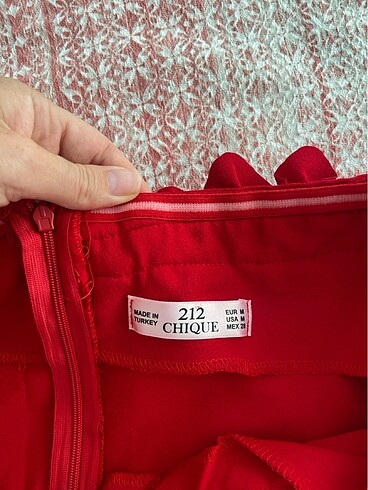 MADE IN
TURKEY
212
CHIQUE
EUR M
USA M
MEX 28